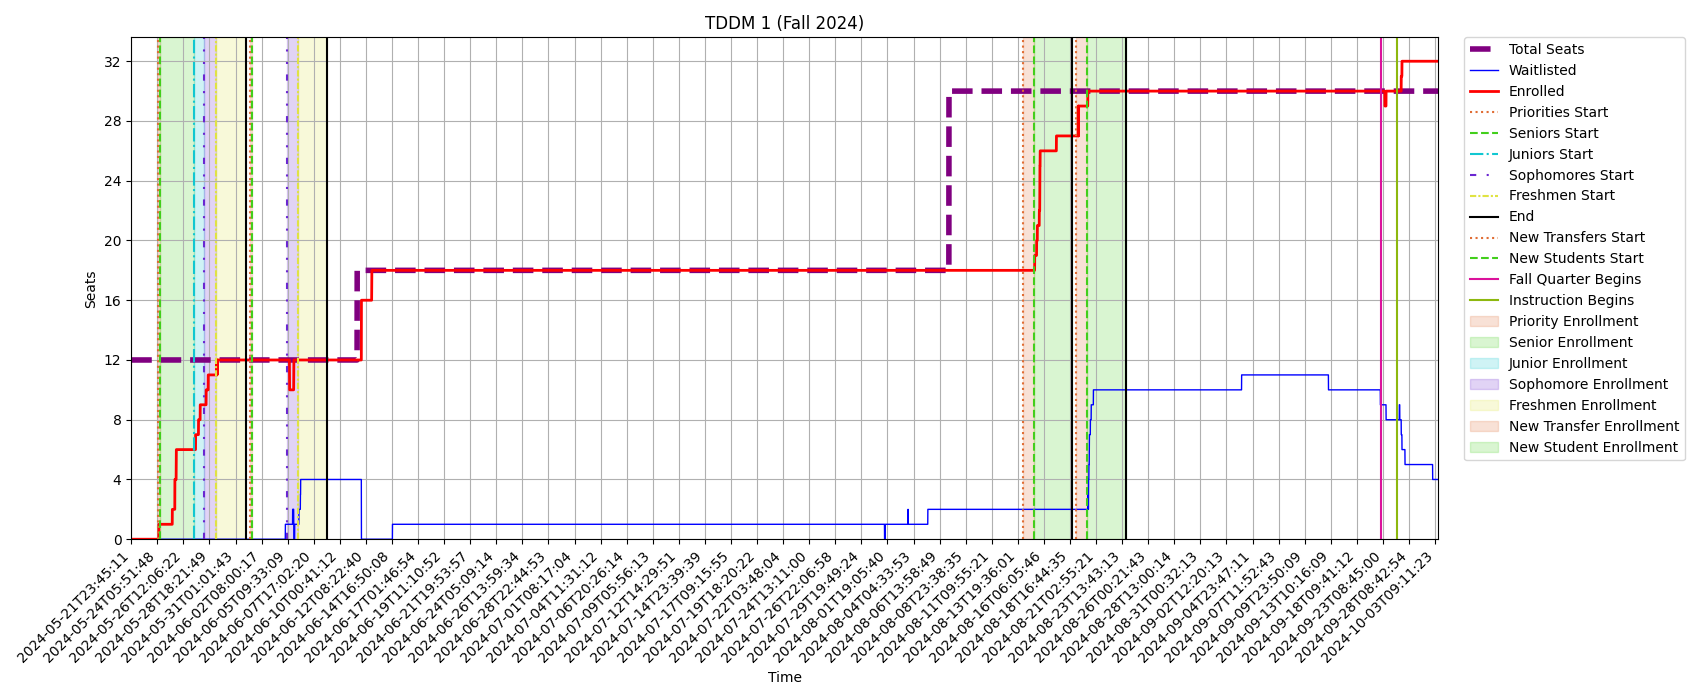 TDDM 1 (Fall 2024)
Seats
32
28
24
20
16
12
8
4
0
2024-05-21T23:45:11
2024-05-24T05:51:48
2024-05-26T12:06:22
2024-05-28T18:21:49
2024-05-31T01:01:43
2024-06-02T08:00:17
2024-06-05T09:33:09
2024-06-07T17:02:20
2024-06-10T00:41:12
2024-06-12T08:22:40
2024-06-14T16:50:08
2024-06-17T01:46:54
2024-06-19T11:10:52
2024-06-21T19:53:57
2024-06-24T05:09:14
2024-06-26T13:59:34
2024-06-28T22:44:53
2024-07-01T08:17:04
2024-07-04T11:31:12
2024-07-06T20:26:14
2024-07-09T05:56:13
2024-07-12T14:29:51
2024-07-14T23:39:39
2024-07-17T09:15:55
2024-07-19T18:20:22
2024-07-22T03:48:04
2024-07-24T13:11:00
2024-07-26T22:06:58
2024-07-29T19:49:24
2024-08-01T19:05:40
2024-08-04T04:33:53
2024-08-06T13:58:49
2024-08-08T23:38:35
2024-08-11T09:55:21
2024-08-13T19:36:01
2024-08-16T06:05:46
2024-08-18T16:44:35
2024-08-21T02:55:21
2024-08-23T13:43:13
2024-08-26T00:21:43
2024-08-28T13:00:14
2024-08-31T00:32:13
2024-09-02T12:20:13
2024-09-04T23:47:11
2024-09-07T11:52:43
2024-09-09T23:50:09
2024-09-13T10:16:09
2024-09-18T09:41:12
2024-09-23T08:45:00
2024-09-28T08:42:54
2024-10-03T09:11:23
Time
Total Seats
Waitlisted
Enrolled
Priorities Start
Seniors Start
Juniors Start
Sophomores Start
Freshmen Start
End
New Transfers Start
New Students Start
Fall Quarter Begins
Instruction Begins
Priority Enrollment
Senior Enrollment
Junior Enrollment
Sophomore Enrollment
Freshmen Enrollment
New Transfer Enrollment
New Student Enrollment